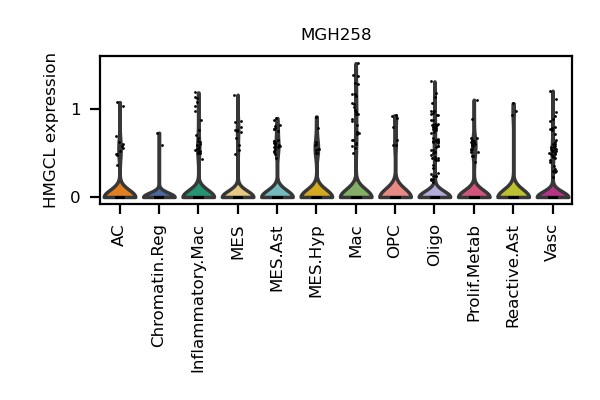 MGH258
HMGCL expression
1
0
AC
Chromatin.Reg
Inflammatory.Mac
MES
MES.Ast
MES.Hyp
Mac
OPC
Oligo
Prolif.Metab
Reactive.Ast
Vasc